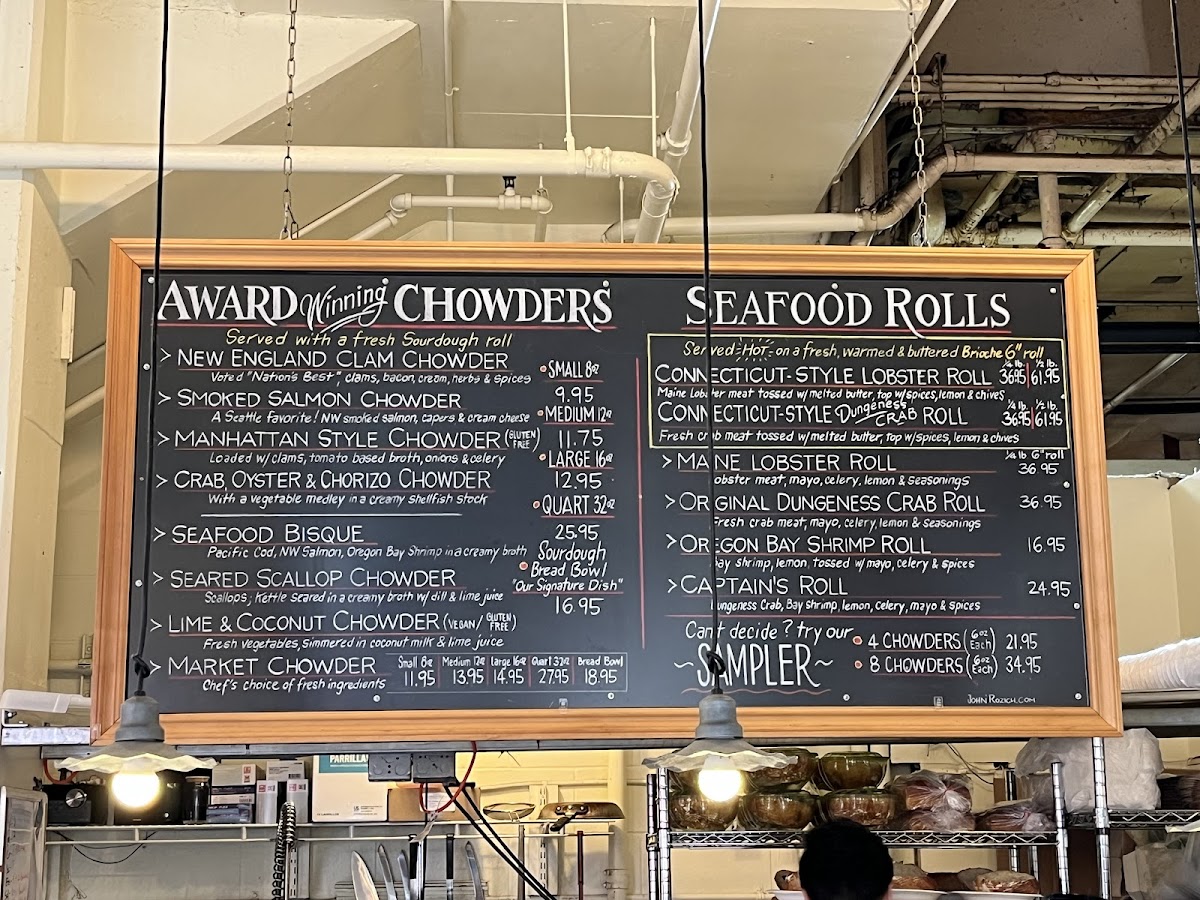 AWARD Winning CHOWDERS
Served with a fresh Sourdough roll
> NEW ENGLAND CLAM CHOWDER
Voted "Nation's Best", clams, bacon, cream, herbs & spices
> SMOKED SALMON CHOWDER
A Seattle favorite! NW smoked salmon, capers & cream cheese
> MANHATTAN STYLE CHOWDER (GLUTEN FREE)
Loaded w/ clams, tomato based broth, onions & celery
> CRAB, OYSTER & CHORIZO CHOWDER
With a vegetable medley in a creamy shellfish stock
> SEAFOOD BISQUE
Pacific Cod, NW Salmon, Oregon Bay Shrimp in a creamy broth
> SEARED SCALLOP CHOWDER
Scallops, Kettle seared in a creamy broth w/ dill & lime juice
> LIME & COCONUT CHOWDER (VEGAN / GLUTEN FREE)
Fresh vegetables, simmered in coconut milk & lime juice
> MARKET CHOWDER
Chef's choice of fresh ingredients
Small 8oz Medium 12oz Large 16oz Quart 32oz Bread Bowl
11.95 13.95 14.95 27.95 18.95
• SMALL 8oz
9.95
• MEDIUM 12oz
11.75
• LARGE 16oz
12.95
• QUART 32oz
25.95
• Sourdough
Bread Bowl
"Our Signature Dish"
16.95
SEAFOOD ROLLS
Served HOT on a fresh, warmed & buttered Brioche 6" roll
CONNECTICUT-STYLE LOBSTER ROLL ¼ lb. 36.95 | ½ lb. 61.95
Maine Lobster meat tossed w/ melted butter, top w/ spices, lemon & chives
CONNECTICUT-STYLE Dungeness CRAB ROLL ¼ lb. 36.95 | ½ lb. 61.95
Fresh crab meat tossed w/ melted butter, top w/ spices, lemon & chives
¼ lb 6" roll
> MAINE LOBSTER ROLL 36.95
Lobster meat, mayo, celery, lemon & seasonings
> ORIGINAL DUNGENESS CRAB ROLL 36.95
Fresh crab meat, mayo, celery, lemon & seasonings
> OREGON BAY SHRIMP ROLL 16.95
Bay shrimp, lemon, tossed w/ mayo, celery & spices
> CAPTAIN'S ROLL 24.95
Dungeness Crab, Bay shrimp, lemon, celery, mayo & spices
Can't decide? try our
~SAMPLER~
• 4 CHOWDERS (6oz Each) 21.95
• 8 CHOWDERS (6oz Each) 34.95
JOHNROZICH.COM